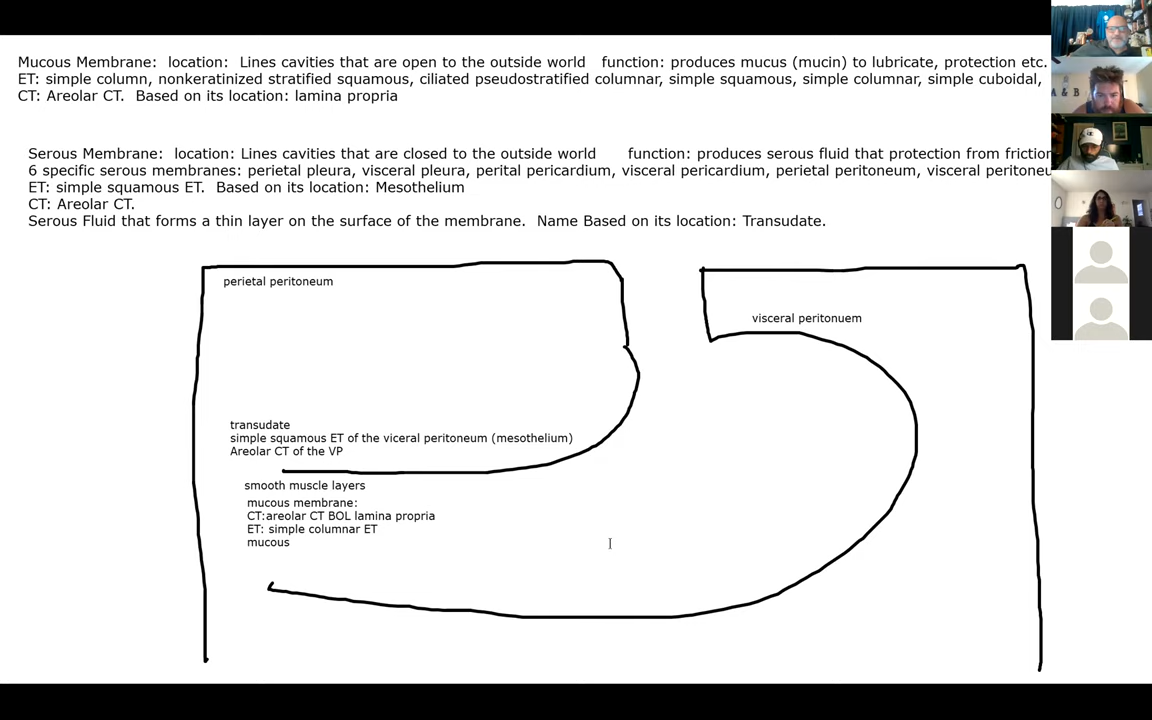 Mucous Membrane: location: Lines cavities that are open to the outside world function: produces mucus (mucin) to lubricate, protection etc.
ET: simple column, nonkeratinized stratified squamous, ciliated pseudostratified columnar, simple squamous, simple columnar, simple cuboidal,
CT: Areolar CT. Based on its location: lamina propria
Serous Membrane: location: Lines cavities that are closed to the outside world function: produces serous fluid that protection from friction
6 specific serous membranes: perietal pleura, visceral pleura, perital pericardium, visceral pericardium, perietal peritoneum, visceral peritoneu
ET: simple squamous ET. Based on its location: Mesothelium
CT: Areolar CT.
Serous Fluid that forms a thin layer on the surface of the membrane. Name Based on its location: Transudate.
perietal peritoneum
visceral peritonuem
transudate
simple squamous ET of the viceral peritoneum (mesothelium)
Areolar CT of the VP
smooth muscle layers
mucous membrane:
CT:areolar CT BOL lamina propria
ET: simple columnar ET
mucous
A & B